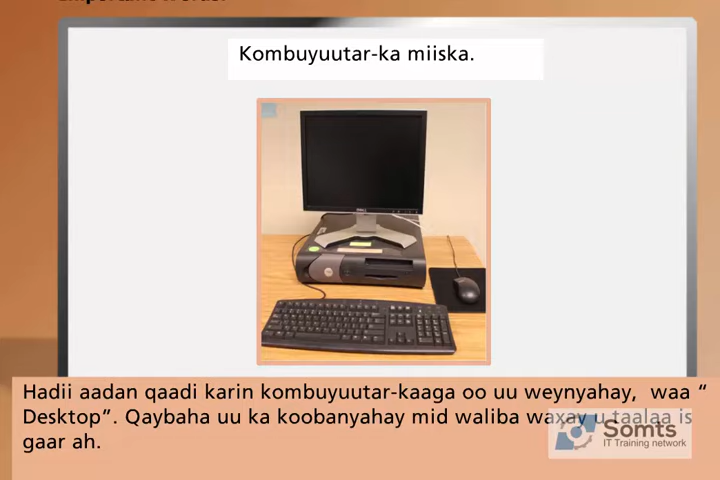 Kombuyuutar-ka miiska.
DELL
Hadii aadan qaadi karin kombuyuutar-kaaga oo uu weynyahay, waa “
Desktop”. Qaybaha uu ka koobanyahay mid waliba waxay u taalaa is
gaar ah.
Somts
IT Training network